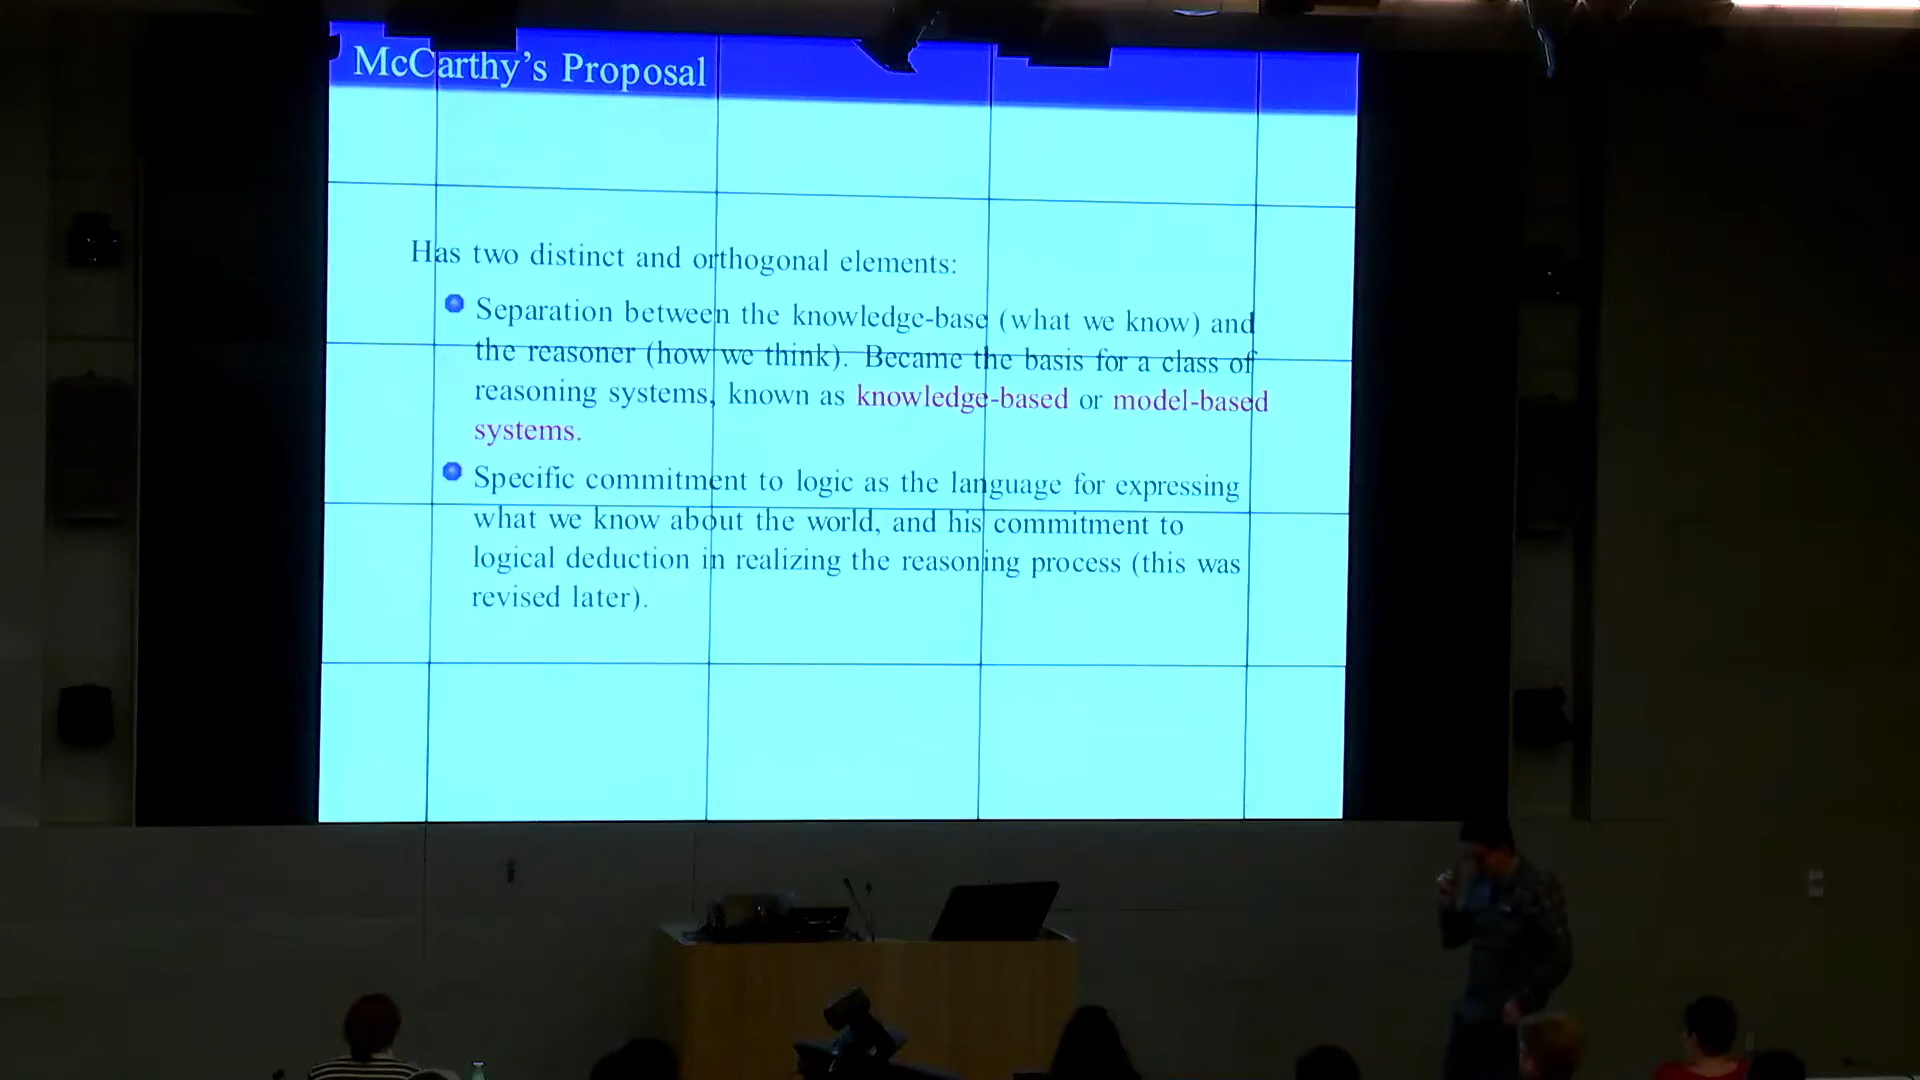 McCarthy's Proposal
Has two distinct and orthogonal elements:
Separation between the knowledge-base (what we know) and
the reasoner (how we think). Became the basis for a class of
reasoning systems, known as knowledge-based or model-based
systems.
Specific commitment to logic as the language for expressing
what we know about the world, and his commitment to
logical deduction in realizing the reasoning process (this was
revised later).